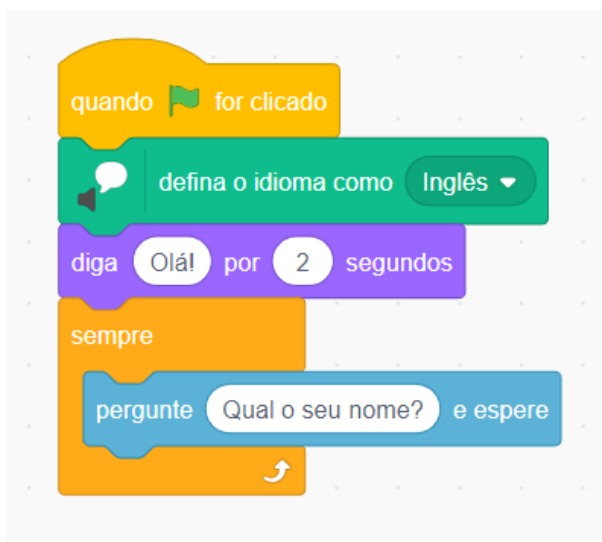 quando for clicado
defina o idioma como Inglês
diga Olá! por 2 segundos
sempre
pergunte Qual o seu nome? e espere